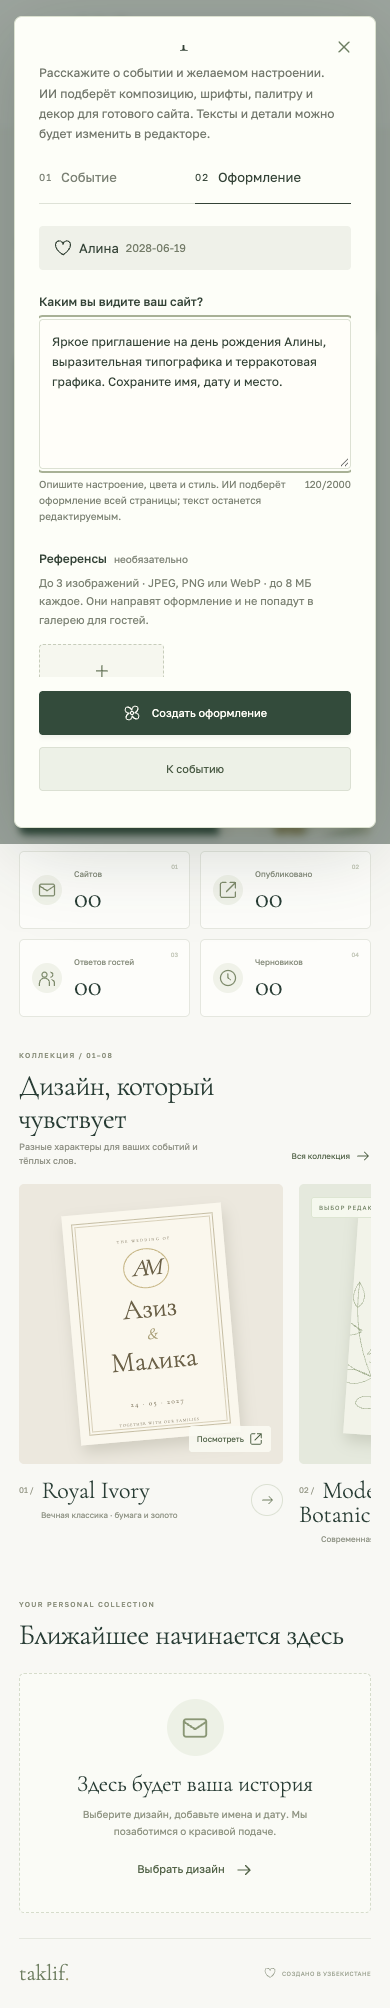 Расскажите о событии и желаемом настроении.
ИИ подберёт композицию, шрифты, палитру и
декор для готового сайта. Тексты и детали можно
будет изменить в редакторе.
01 Событие
02 Оформление
Алина 2028-06-19
Каким вы видите ваш сайт?
Яркое приглашение на день рождения Алины,
выразительная типографика и терракотовая
графика. Сохраните имя, дату и место.
Опишите настроение, цвета и стиль. ИИ подберёт
оформление всей страницы; текст останется
редактируемым.
120/2000
Референсы необязательно
До 3 изображений · JPEG, PNG или WebP · до 8 МБ
каждое. Они направят оформление и не попадут в
галерею для гостей.
Создать оформление
К событию
Сайтов 01
00
Опубликовано 02
00
Ответов гостей 03
00
Черновиков 04
00
КОЛЛЕКЦИЯ / 01–08
Дизайн, который
чувствует
Разные характеры для ваших событий и
тёплых слов.
Вся коллекция
THE WEDDING OF
AM
Азиз
&
Малика
24 · 05 · 2027
TOGETHER WITH OUR FAMILIES
Посмотреть
ВЫБОР РЕДАК
01 / Royal Ivory
Вечная классика · бумага и золото
02 / Mode
Botanic
Современная
YOUR PERSONAL COLLECTION
Ближайшее начинается здесь
Здесь будет ваша история
Выберите дизайн, добавьте имена и дату. Мы
позаботимся о красивой подаче.
Выбрать дизайн
taklif.
СОЗДАНО В УЗБЕКИСТАНЕ